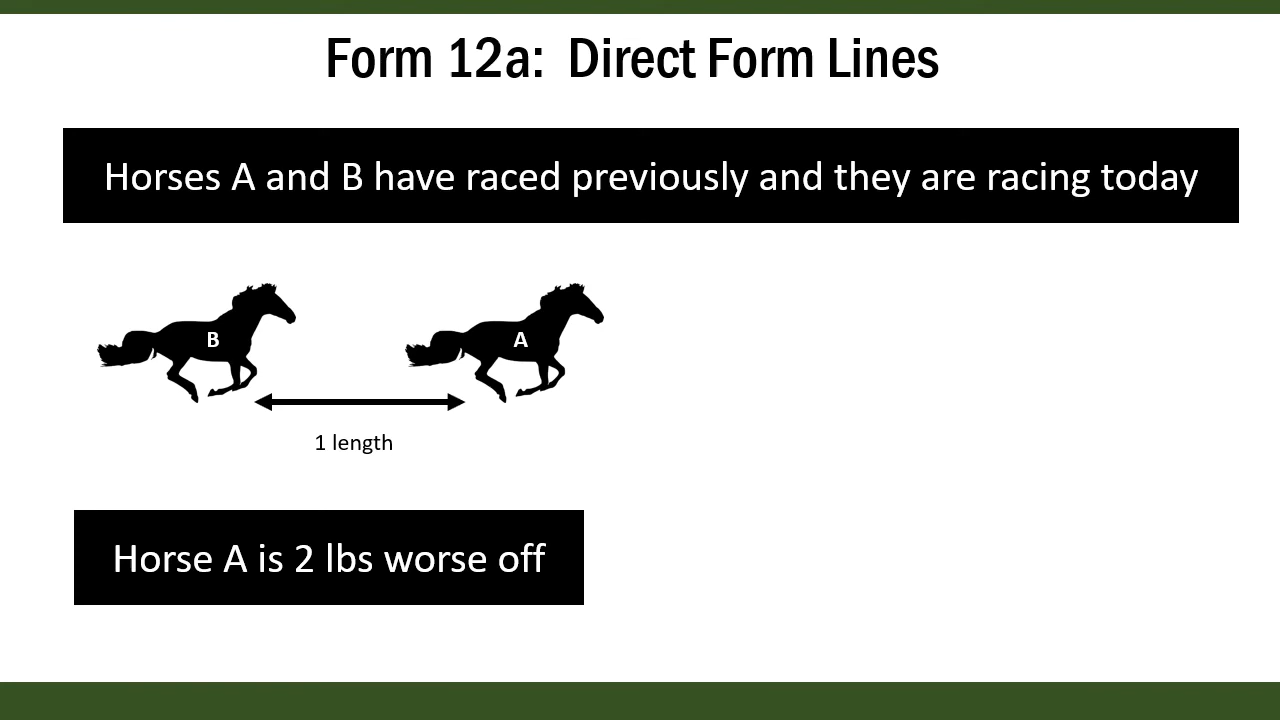 Form 12a:  Direct Form Lines
Horses A and B have raced previously and they are racing today
B
A
1 length
Horse A is 2 lbs worse off